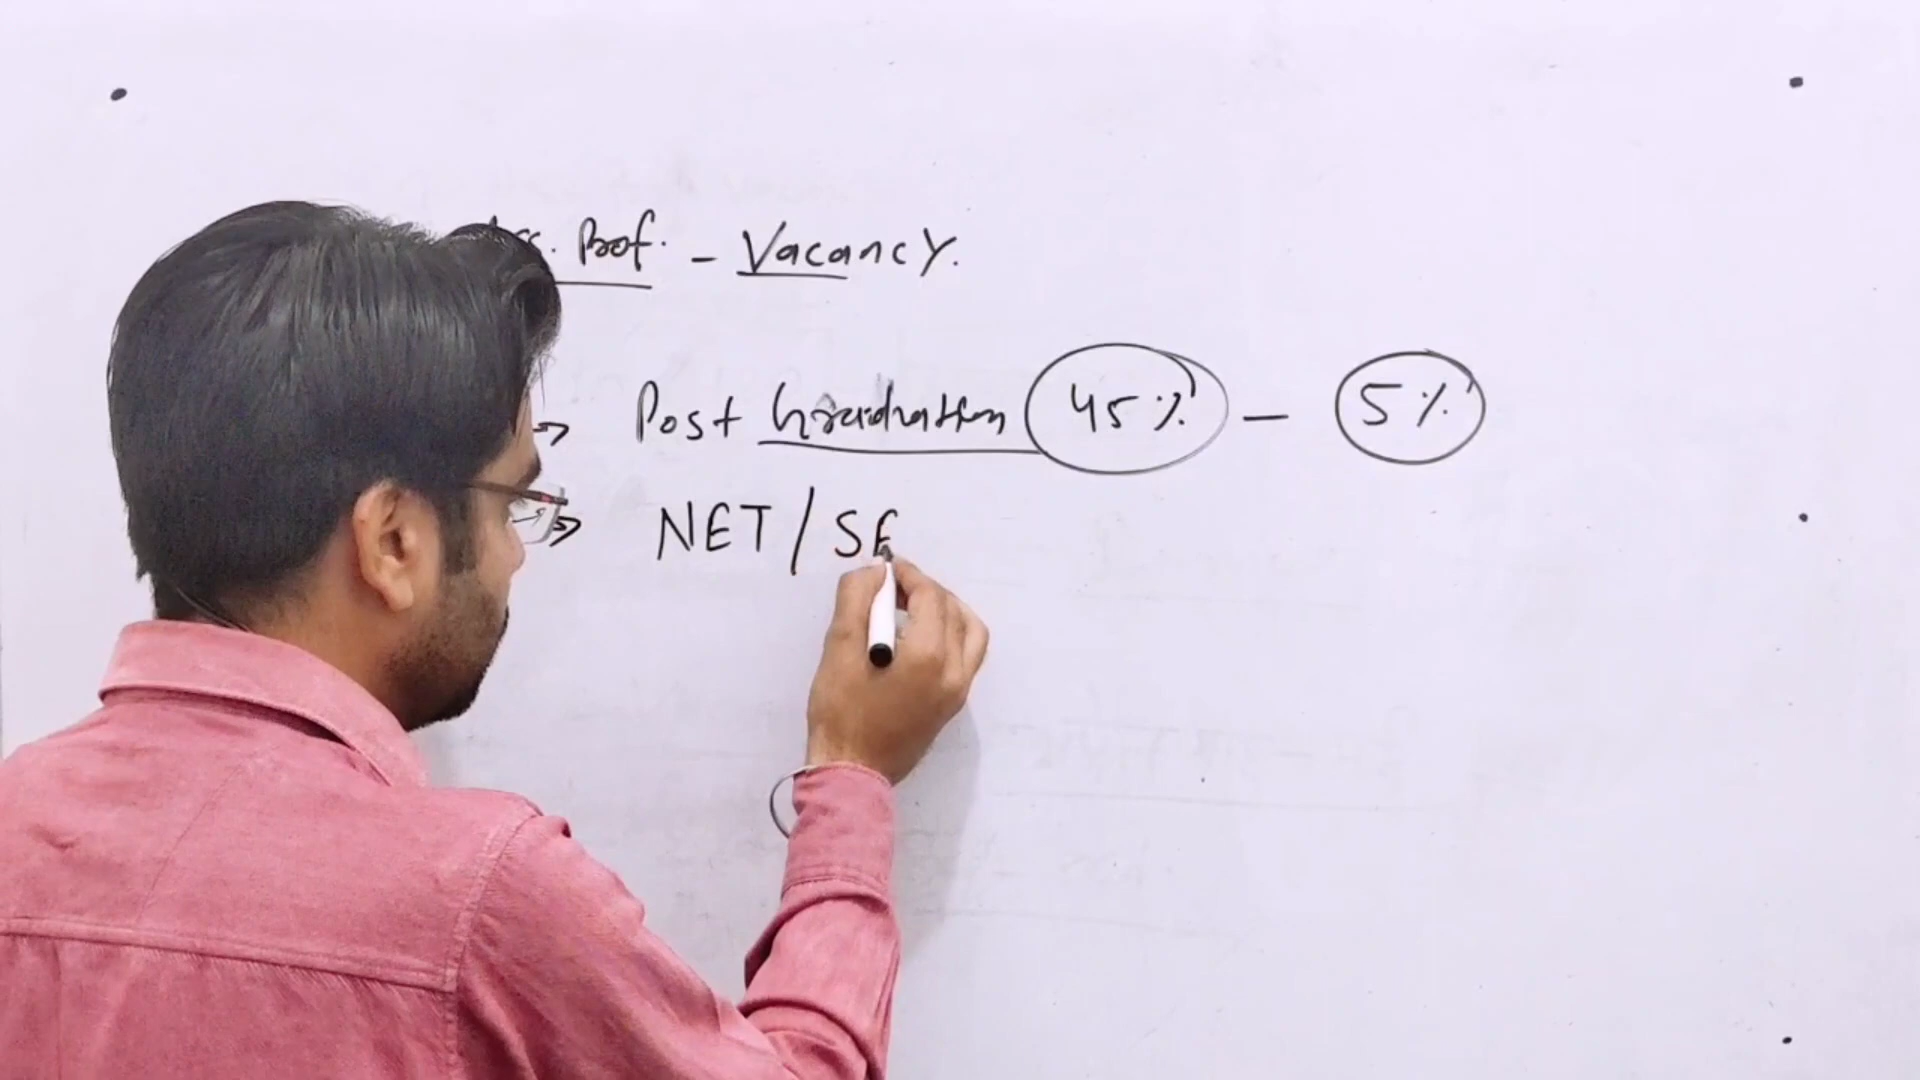 Prof. - Vacancy.
→ Post Graduation 45% - 5%
→ NET/SE